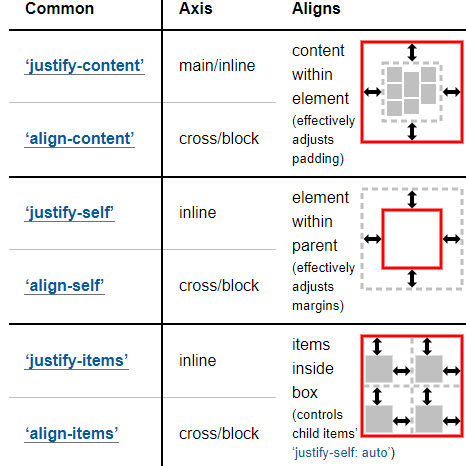 Common Axis Aligns
‘justify-content’ main/inline
‘align-content’ cross/block
content
within
element
(effectively
adjusts
padding)
‘justify-self’ inline
‘align-self’ cross/block
element
within
parent
(effectively
adjusts
margins)
‘justify-items’ inline
‘align-items’ cross/block
items
inside
box
(controls
child items’
‘justify-self: auto’)